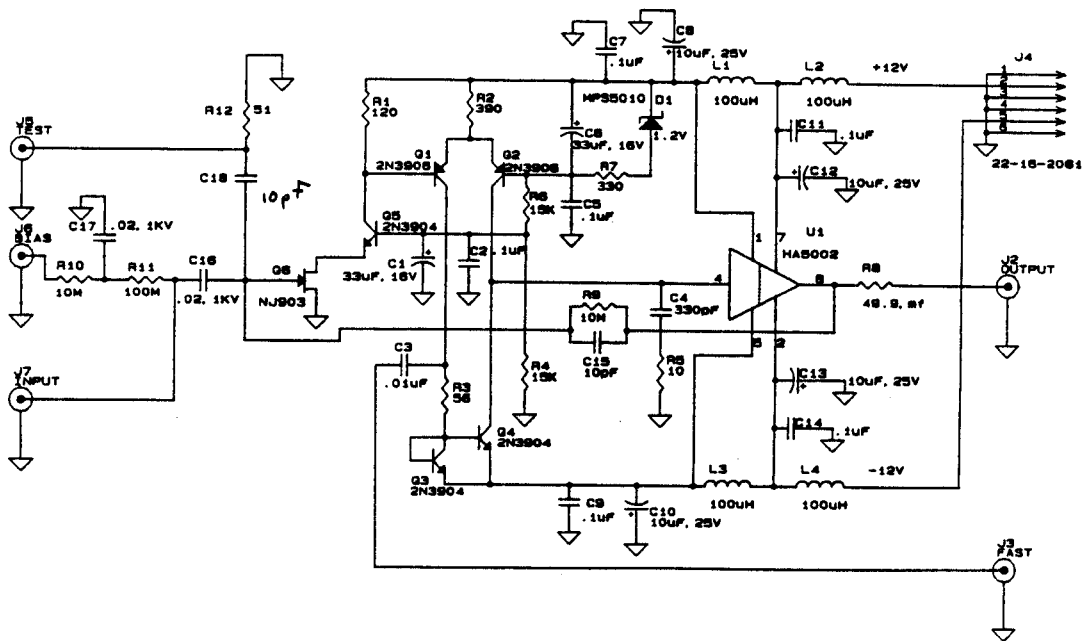 C8
10uF, 25V
C7
.1uF
L1
100uH
L2
100uH
+12V
J4
1
2
3
4
5
6
22-16-2061
R12
51
R1
120
R2
390
MPS5010
D1
1.2V
C6
33uF, 16V
C11
.1uF
C12
10uF, 25V
J5
TEST
Q1
2N3905
Q2
2N3906
R7
330
C18
10pf
R6
15K
C5
.1uF
C17
.02, 1KV
Q5
2N3904
U1
HA5002
1
7
J6
BIAS
R10
10M
R11
100M
C16
.02, 1KV
Q6
NJ903
C1
33uF, 16V
C2
.1uF
4
8
R8
49.9, mf
J2
OUTPUT
R9
10M
C15
10pF
C4
330pF
5
2
J7
INPUT
C3
.01uF
R3
56
R4
15K
R5
10
C13
10uF, 25V
C14
.1uF
Q4
2N3904
Q3
2N3904
L3
100uH
L4
100uH
-12V
C9
.1uF
C10
10uF, 25V
J3
FAST